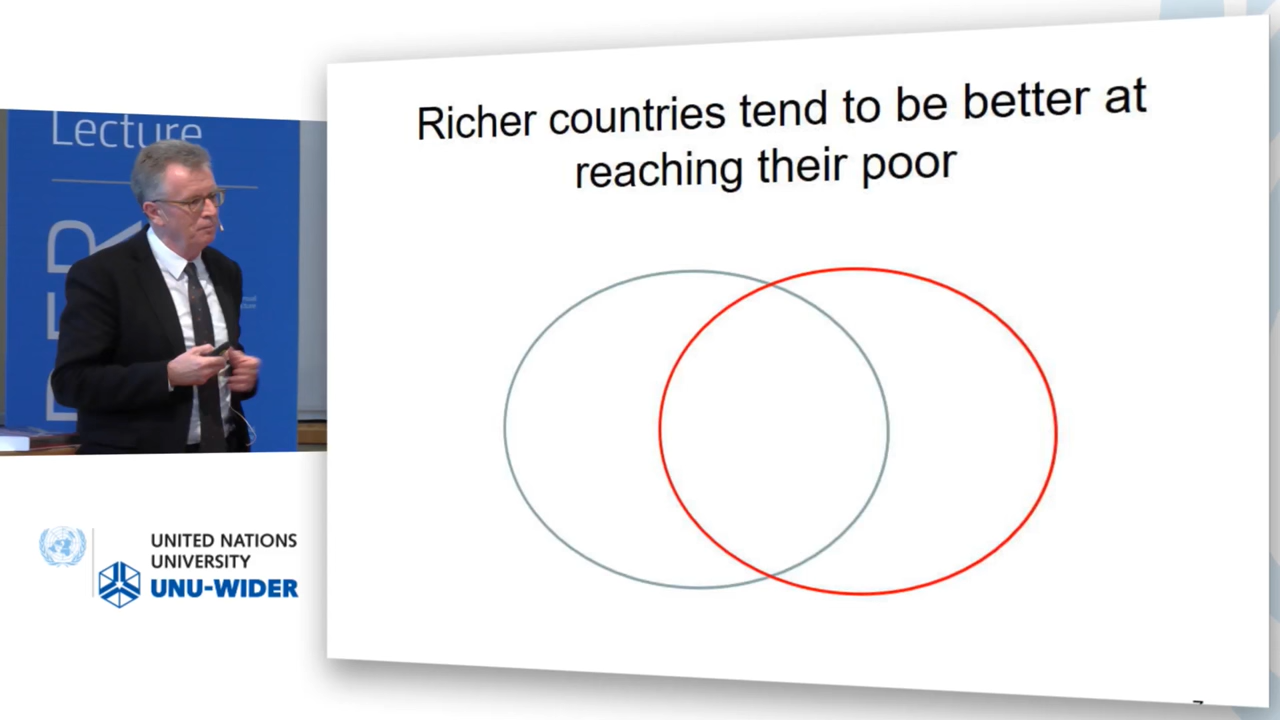 Lecture
Richer countries tend to be better at
reaching their poor
UNITED NATIONS
UNIVERSITY
UNU-WIDER